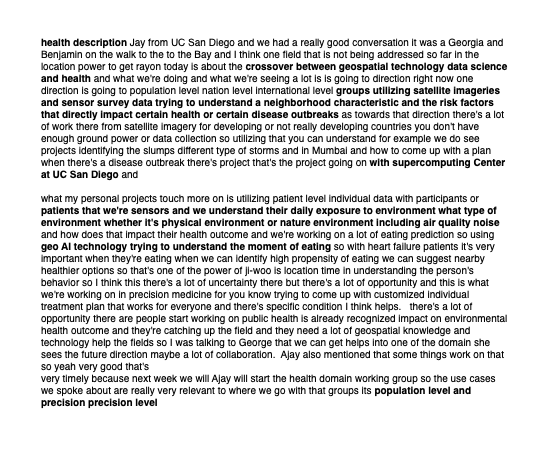 health description Jay from UC San Diego and we had a really good conversation it was a Georgia and
Benjamin on the walk to the to the Bay and I think one field that is not being addressed so far in the
location power to get rayon today is about the crossover between geospatial technology data science
and health and what we're doing and what we're seeing a lot is is going to direction right now one
direction is going to population level nation level international level groups utilizing satellite imageries
and sensor survey data trying to understand a neighborhood characteristic and the risk factors
that directly impact certain health or certain disease outbreaks as towards that direction there's a lot
of work there from satellite imagery for developing or not really developing countries you don't have
enough ground power or data collection so utilizing that you can understand for example we do see
projects identifying the slumps different type of storms and in Mumbai and how to come up with a plan
when there's a disease outbreak there's project that's the project going on with supercomputing Center
at UC San Diego and
what my personal projects touch more on is utilizing patient level individual data with participants or
patients that we're sensors and we understand their daily exposure to environment what type of
environment whether it's physical environment or nature environment including air quality noise
and how does that impact their health outcome and we're working on a lot of eating prediction so using
geo AI technology trying to understand the moment of eating so with heart failure patients it's very
important when they're eating when we can identify high propensity of eating we can suggest nearby
healthier options so that's one of the power of ji-woo is location time in understanding the person's
behavior so I think this there's a lot of uncertainty there but there's a lot of opportunity and this is what
we're working on in precision medicine for you know trying to come up with customized individual
treatment plan that works for everyone and there's specific condition I think helps. there's a lot of
opportunity there are people start working on public health is already recognized impact on environmental
health outcome and they're catching up the field and they need a lot of geospatial knowledge and
technology help the fields so I was talking to George that we can get helps into one of the domain she
sees the future direction maybe a lot of collaboration. Ajay also mentioned that some things work on that
so yeah very good that's
very timely because next week we will Ajay will start the health domain working group so the use cases
we spoke about are really very relevant to where we go with that groups its population level and
precision precision level